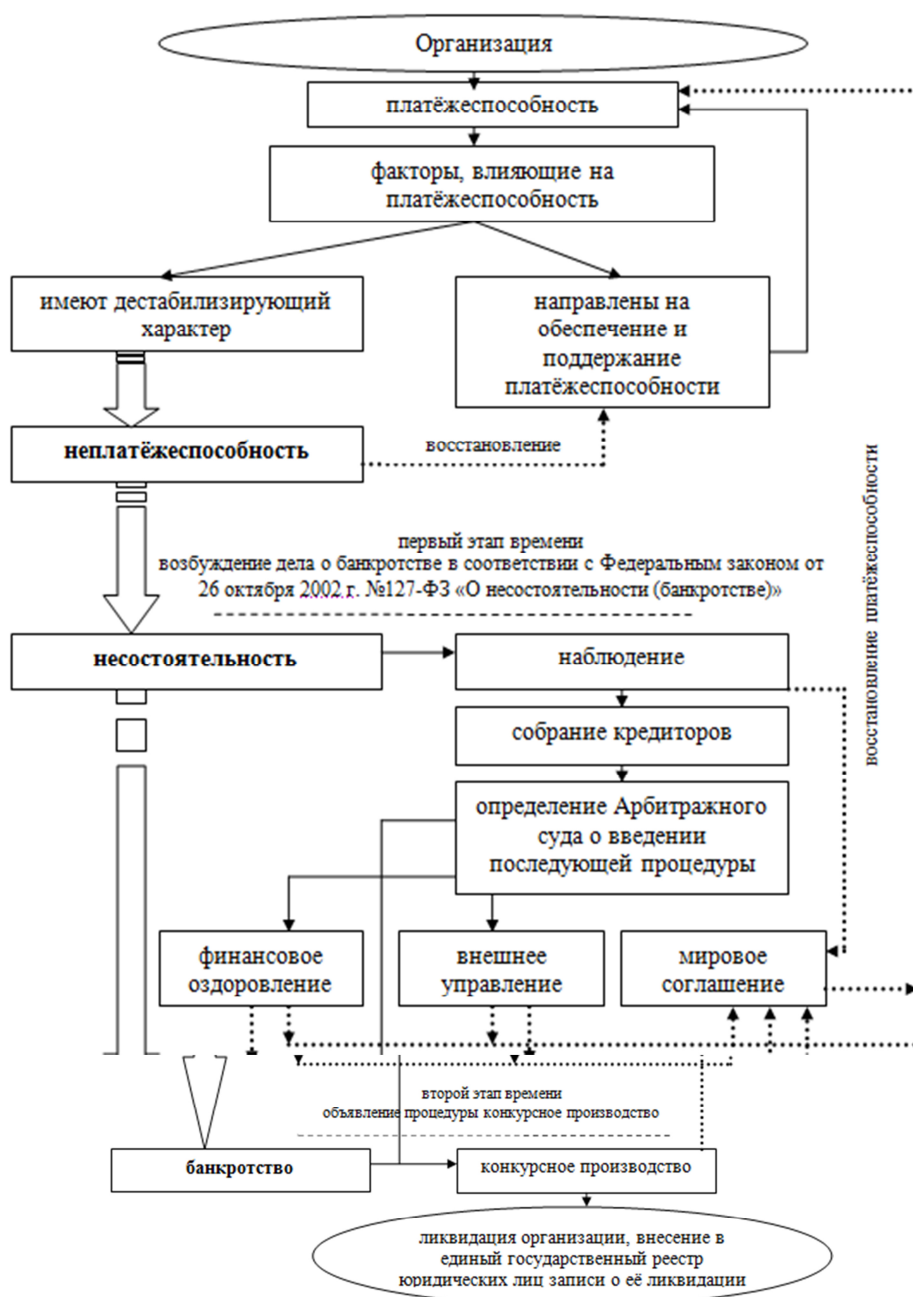 Организация
платёжеспособность
факторы, влияющие на
платёжеспособность
имеют дестабилизирующий
характер
направлены на
обеспечение и
поддержание
платёжеспособности
неплатёжеспособность
восстановление
восстановление платёжеспособности
первый этап времени
возбуждение дела о банкротстве в соответствии с Федеральным законом от
26 октября 2002 г. №127-ФЗ «О несостоятельности (банкротстве)»
несостоятельность
наблюдение
собрание кредиторов
определение Арбитражного
суда о введении
последующей процедуры
финансовое
оздоровление
внешнее
управление
мировое
соглашение
второй этап времени
объявление процедуры конкурсное производство
банкротство
конкурсное производство
ликвидация организации, внесение в
единый государственный реестр
юридических лиц записи о её ликвидации